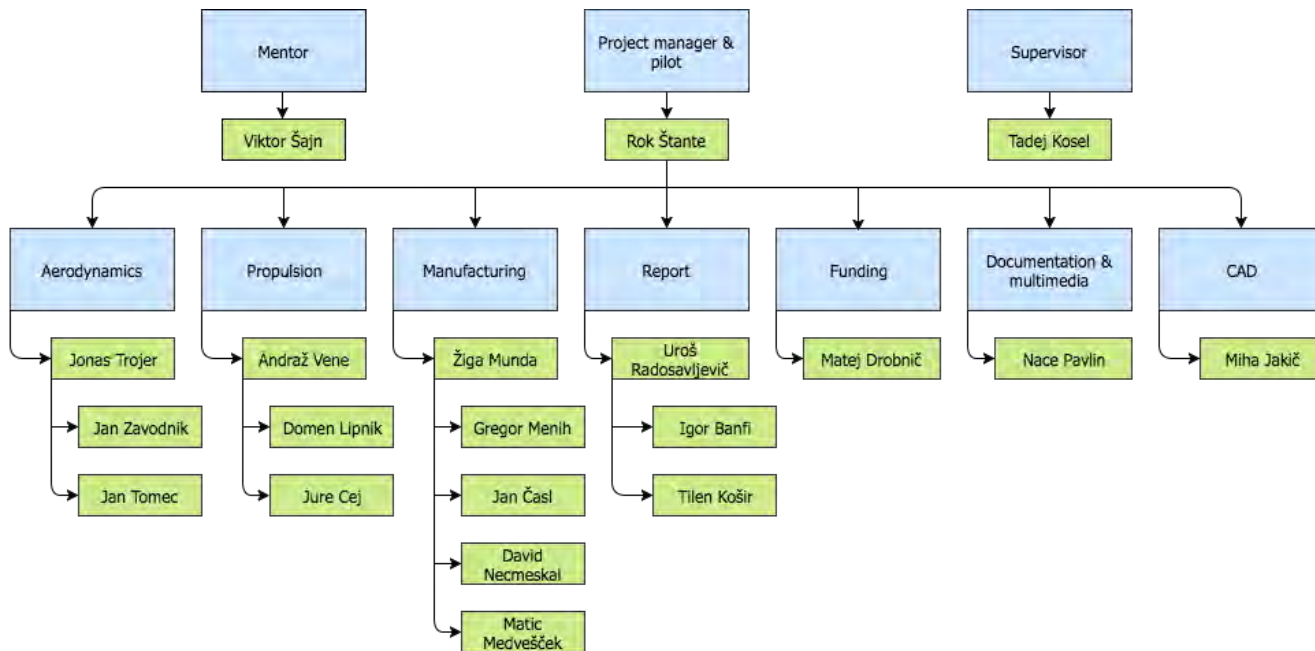 Mentor
Project manager &
pilot
Supervisor
Viktor Šajn
Rok Štante
Tadej Kosel
Aerodynamics
Propulsion
Manufacturing
Report
Funding
Documentation &
multimedia
CAD
Jonas Trojer
Andraž Vene
Žiga Munda
Uroš
Radosavljevič
Matej Drobnič
Nace Pavlin
Miha Jakič
Jan Zavodnik
Domen Lipnik
Gregor Menih
Igor Banfi
Jan Tomec
Jure Cej
Jan Časl
Tilen Košir
David
Necmeskal
Matic
Medvešček